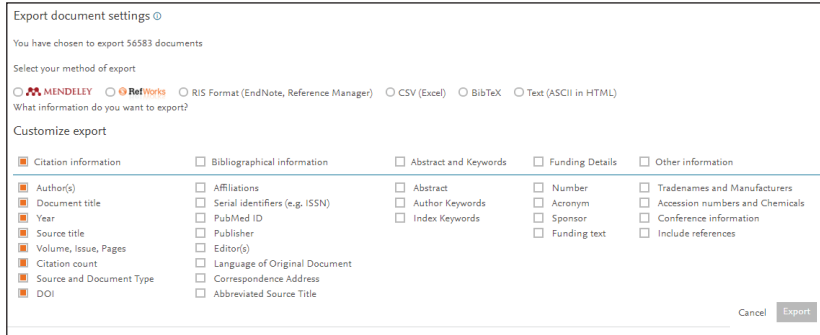 Export document settings
You have chosen to export 56583 documents
Select your method of export
MENDELEY RefWorks RIS Format (EndNote, Reference Manager) CSV (Excel) BibTeX Text (ASCII in HTML)
What information do you want to export?
Customize export
Citation information Bibliographical information Abstract and Keywords Funding Details Other information
Author(s) Affiliations Abstract Number Tradenames and Manufacturers
Document title Serial identifiers (e.g. ISSN) Author Keywords Acronym Accession numbers and Chemicals
Year PubMed ID Index Keywords Sponsor Conference information
Source title Publisher Funding text Include references
Volume, Issue, Pages Editor(s)
Citation count Language of Original Document
Source and Document Type Correspondence Address
DOI Abbreviated Source Title
Cancel Export